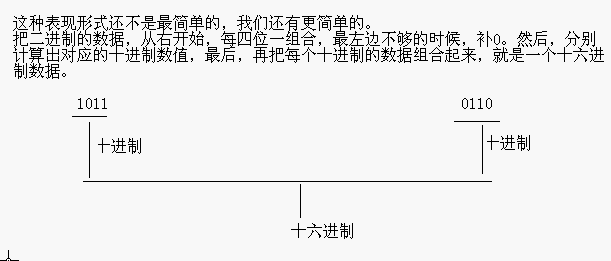 这种表现形式还不是最简单的，我们还有更简单的。
把二进制的数据，从右开始，每四位一组合，最左边不够的时候，补0。然后，分别
计算出对应的十进制数值，最后，再把每个十进制的数据组合起来，就是一个十六进
制数据。
1011 0110
十进制 十进制
十六进制